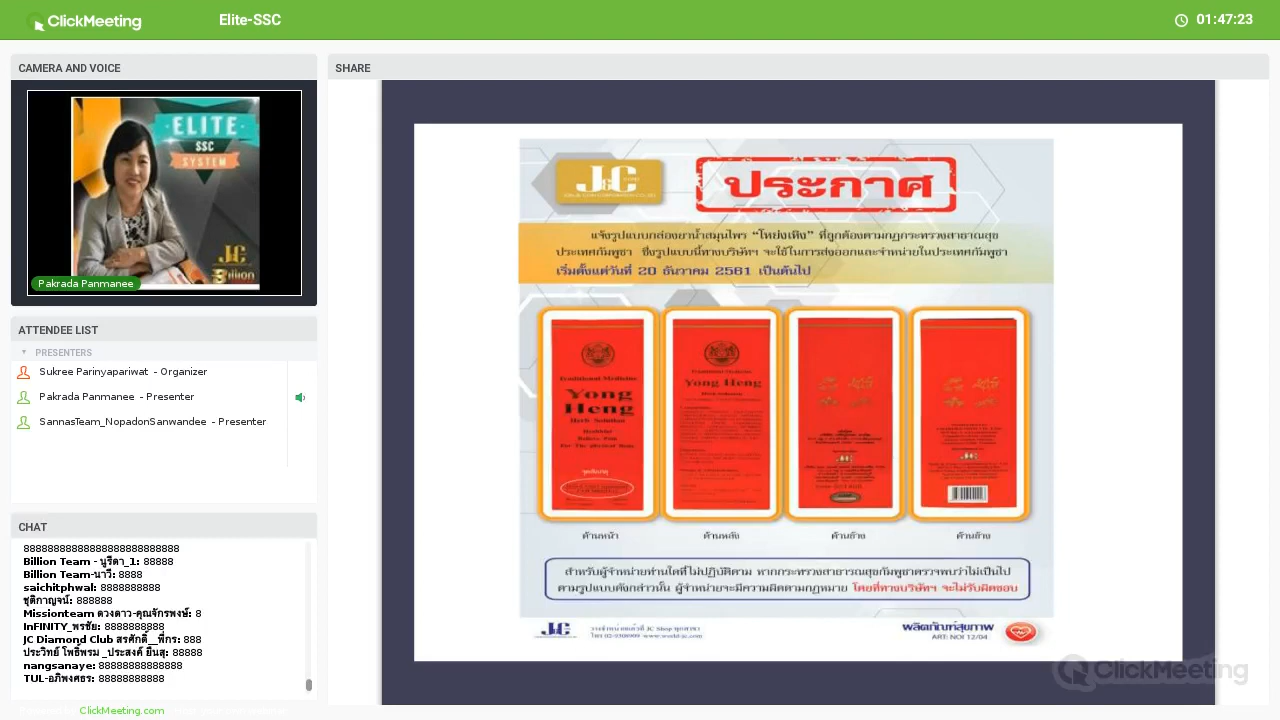 ClickMeeting
Elite-SSC
01:47:23
CAMERA AND VOICE
ELITE
SSC
SYSTEM
JC
Billion
Pakrada Panmanee
ATTENDEE LIST
PRESENTERS
Sukree Parinyapariwat - Organizer
Pakrada Panmanee - Presenter
SannasTeam_NopadonSanwandee - Presenter
CHAT
8888888888888888888888888888
Billion Team - นูรีดา_1: 88888
Billion Team-นาวี: 8888
saichitphwal: 8888888888
ชุติกาญจน์: 888888
Missionteam ดวงดาว-คุณจักรพงษ์: 8
InFINITY_พรชัย: 8888888888
JC Diamond Club สรศักดิ์_ พี่กร: 888
ประวิทย์ โพธิ์พรม _ประสงค์ ยืนสุ: 88888
nangsanaye: 88888888888888
TUL-อภิพงศธร: 88888888888
ClickMeeting.com
SHARE
J&C
ประกาศ
แจ้งรูปแบบกล่องยาน้ำสมุนไพร "โหย่งเหิง" ที่ถูกต้องตามกฎกระทรวงสาธาณสุข
ประเทศกัมพูชา ซึ่งรูปแบบนี้ทางบริษัทฯ จะใช้ในการส่งออกและจำหน่ายในประเทศกัมพูชา
เริ่มตั้งแต่วันที่ 20 ธันวาคม 2561 เป็นต้นไป
Traditional Medicine
Yong
Heng
Herb Solution
Traditional Medicine
Yong Heng
ด้านหน้า
ด้านหลัง
ด้านข้าง
ด้านข้าง
สำหรับผู้จำหน่ายท่านใดที่ไม่ปฏิบัติตาม หากกระทรวงสาธารณสุขกัมพูชาตรวจพบว่าไม่เป็นไป
ตามรูปแบบดังกล่าวนั้น ผู้จำหน่ายจะมีความผิดตามกฎหมาย โดยที่ทางบริษัทฯ จะไม่รับผิดชอบ
J&C
ผลิตภัณฑ์สุขภาพ
ART: NOI 12/04
ClickMeeting